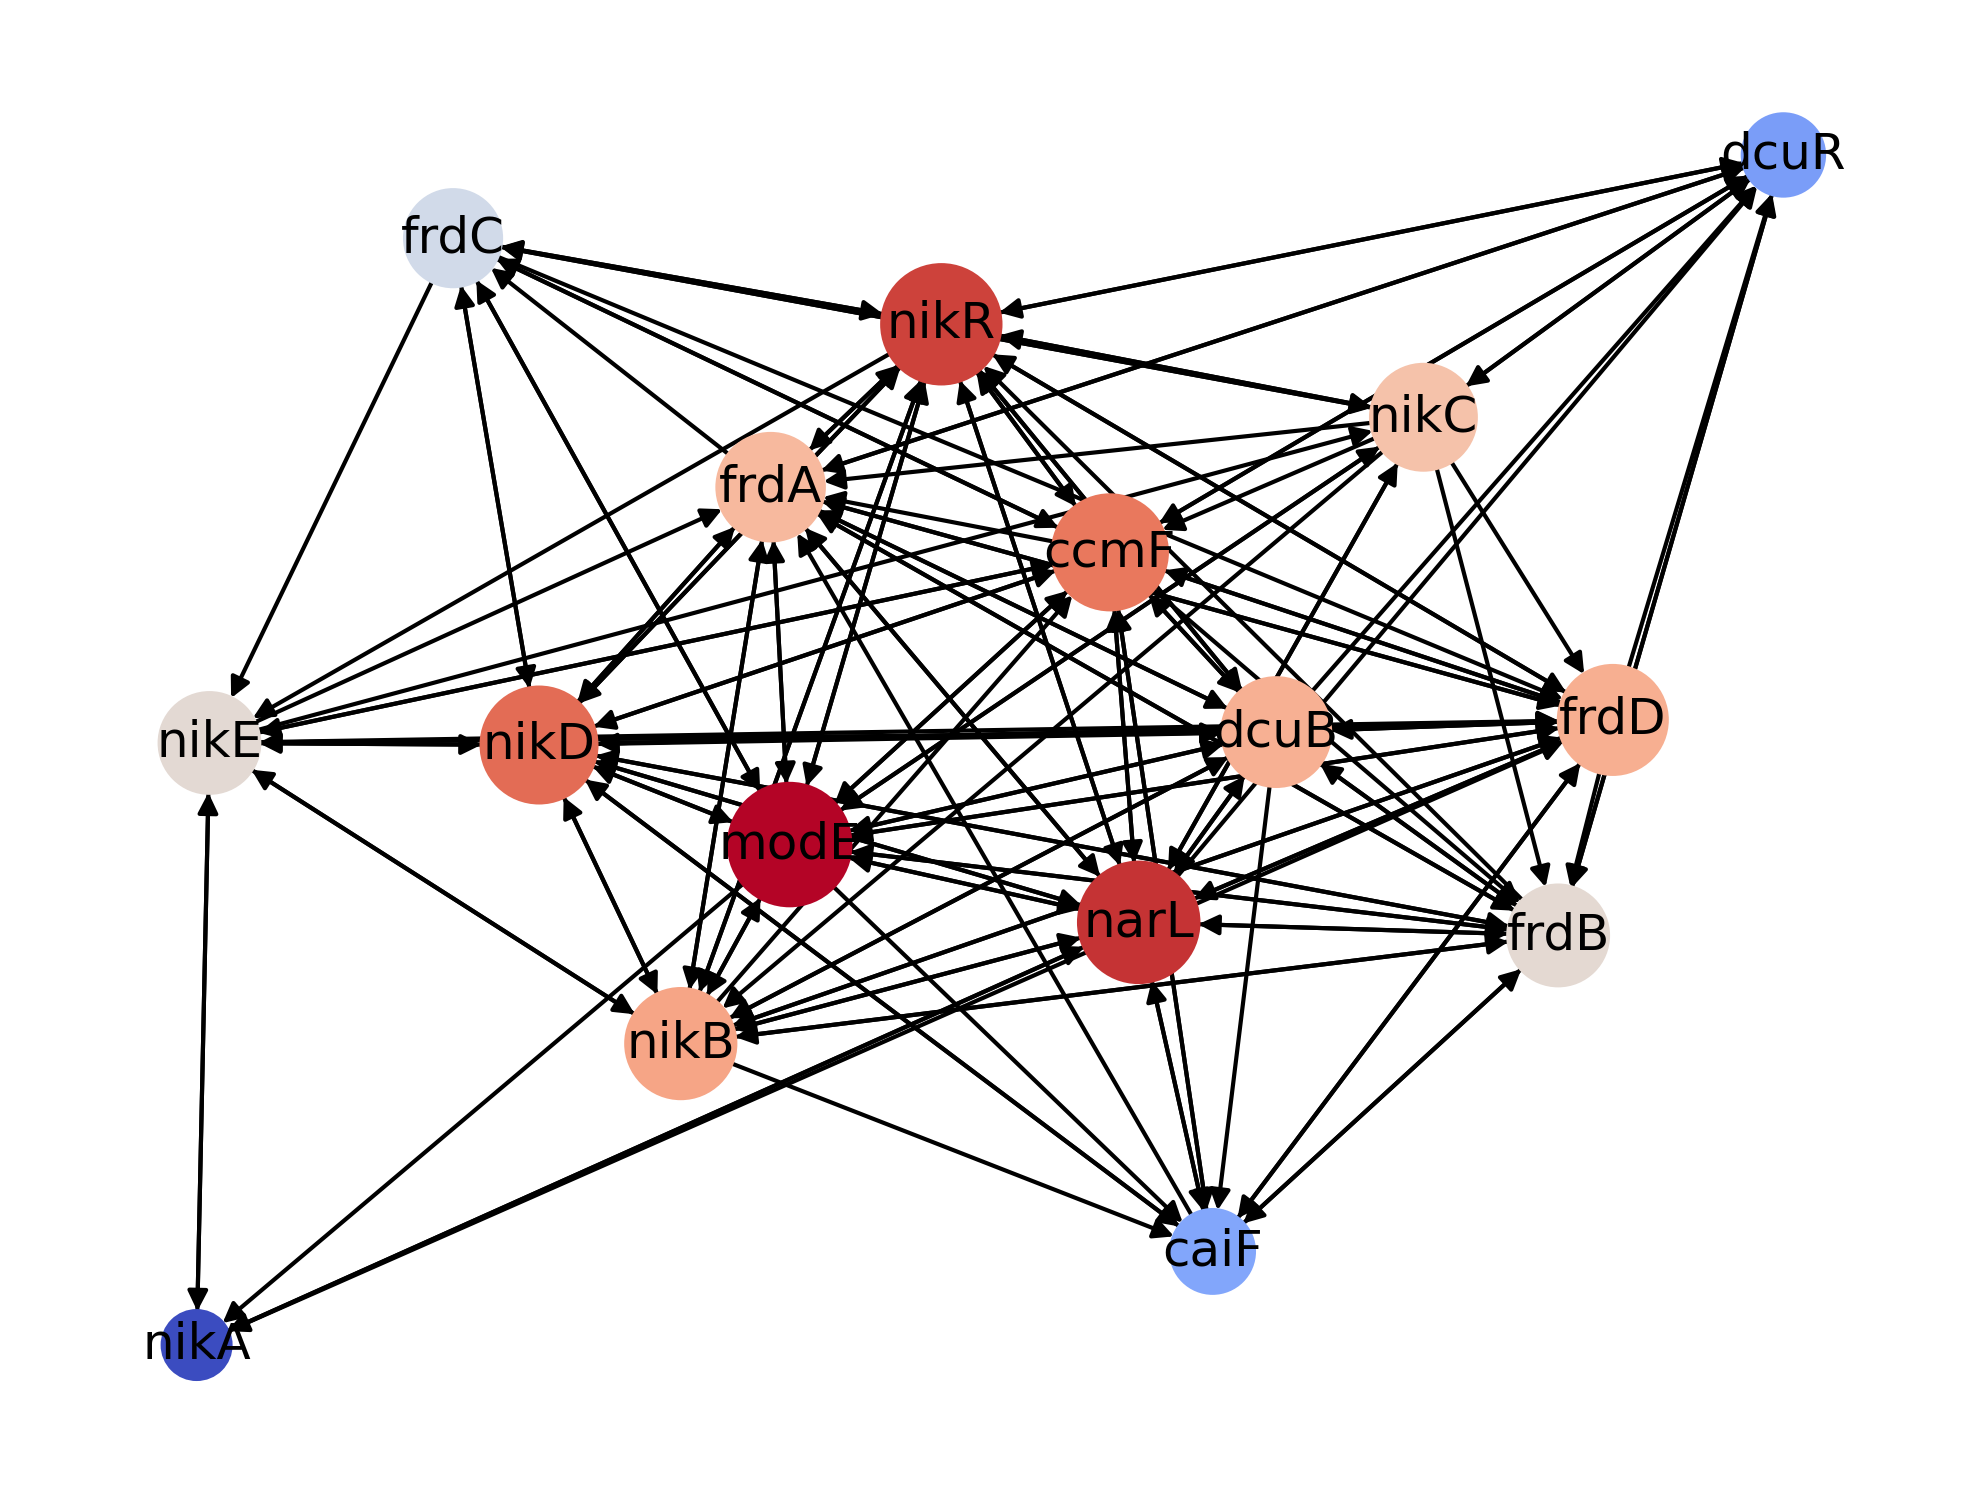 dcuR
frdC
nikR
nikC
frdA
ccmF
frdD
dcuB
nikE
nikD
modE
narL
frdB
nikB
caiF
nikA